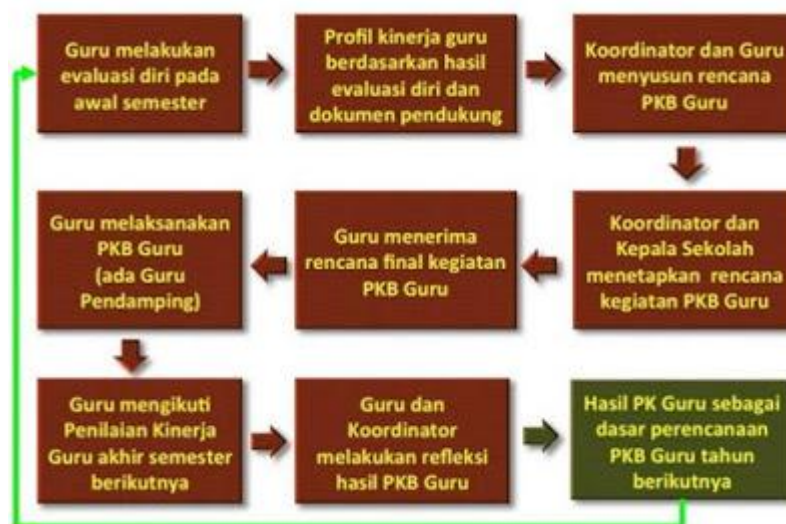 Guru melakukan
evaluasi diri pada
awal semester
Profil kinerja guru
berdasarkan hasil
evaluasi diri dan
dokumen pendukung
Koordinator dan Guru
menyusun rencana
PKB Guru
Koordinator dan
Kepala Sekolah
menetapkan rencana
kegiatan PKB Guru
Guru menerima
rencana final kegiatan
PKB Guru
Guru melaksanakan
PKB Guru
(ada Guru
Pendamping)
Guru mengikuti
Penilaian Kinerja
Guru akhir semester
berikutnya
Guru dan
Koordinator
melakukan refleksi
hasil PKB Guru
Hasil PK Guru sebagai
dasar perencanaan
PKB Guru tahun
berikutnya